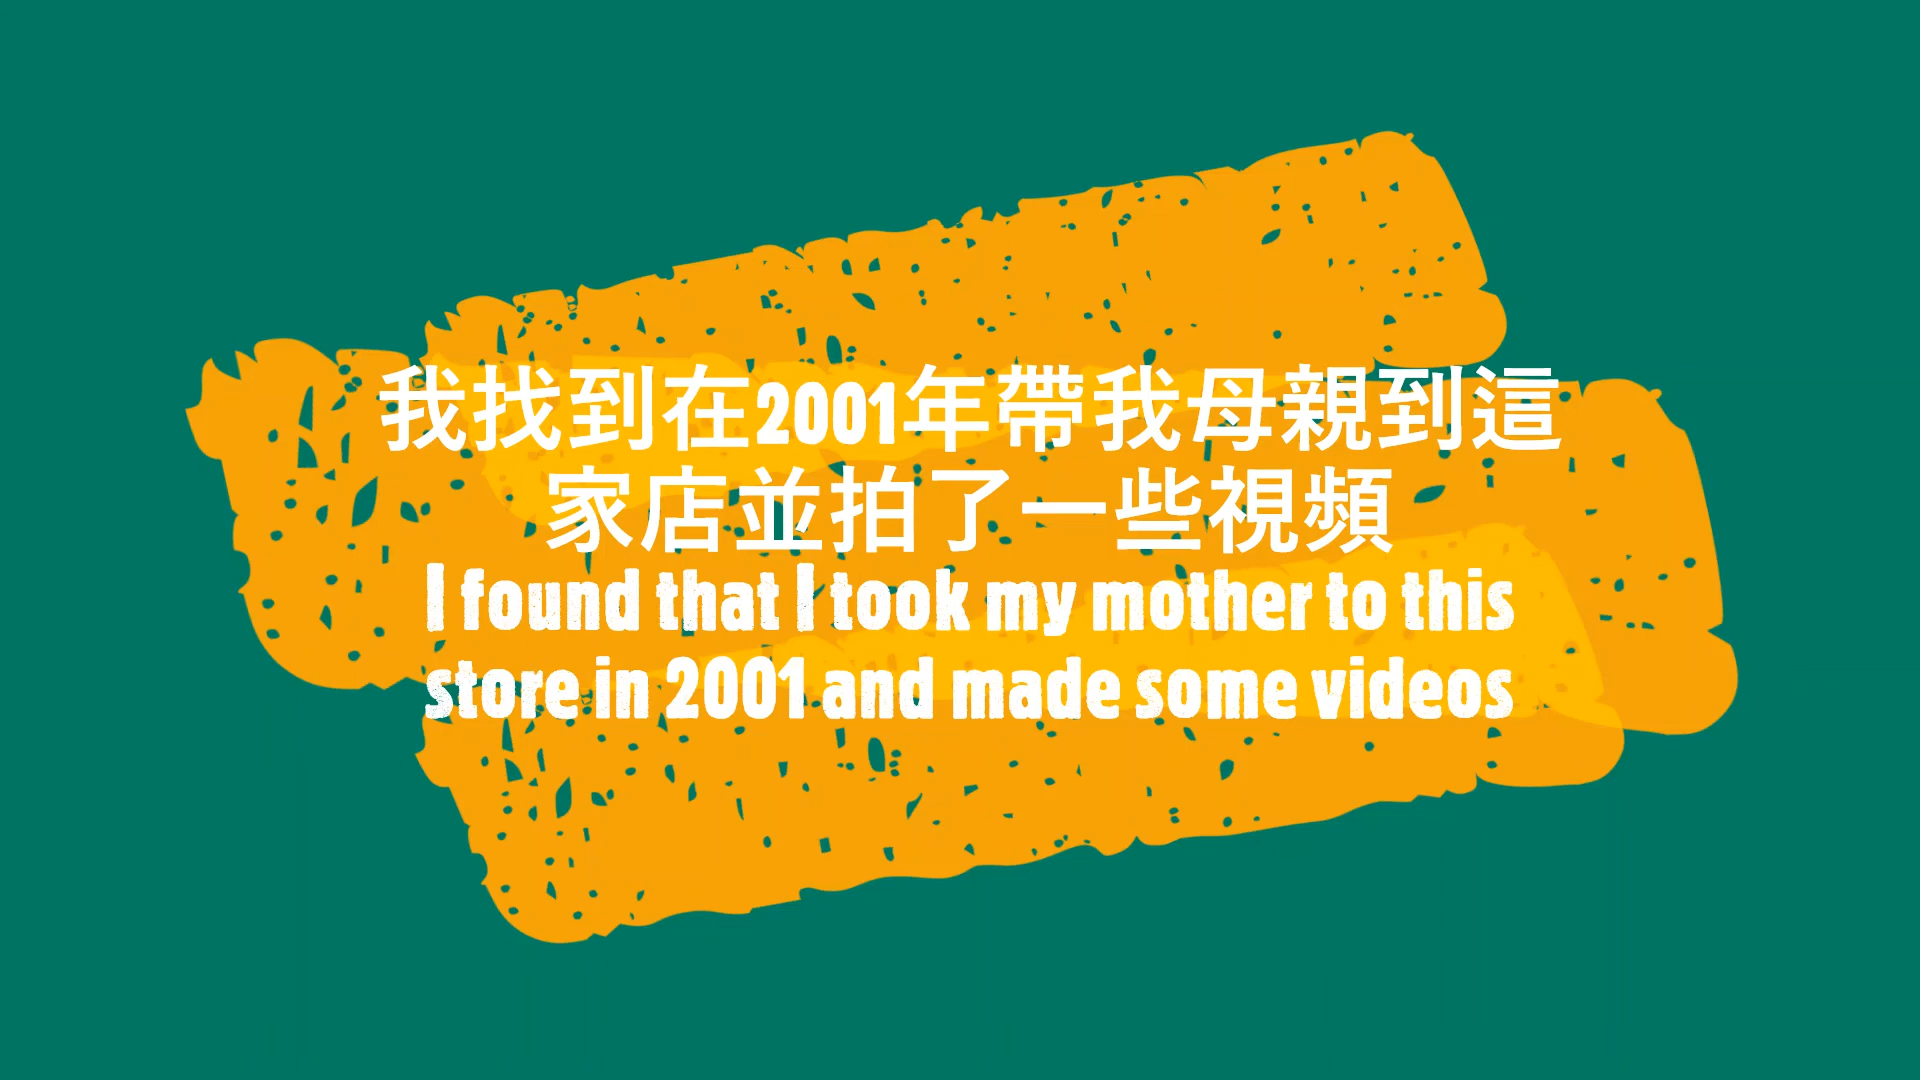 我找到在2001年帶我母親到這
家店並拍了一些視頻
I found that I took my mother to this
store in 2001 and made some videos